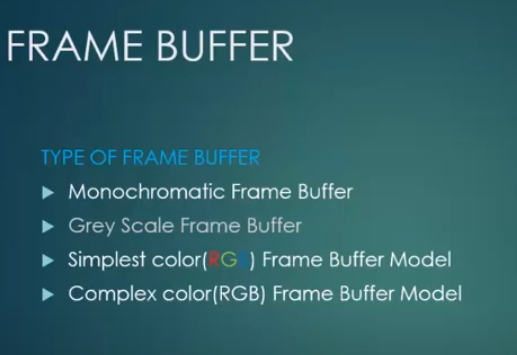 FRAME BUFFER
TYPE OF FRAME BUFFER
Monochromatic Frame Buffer
Grey Scale Frame Buffer
Simplest color(RGB) Frame Buffer Model
Complex color(RGB) Frame Buffer Model